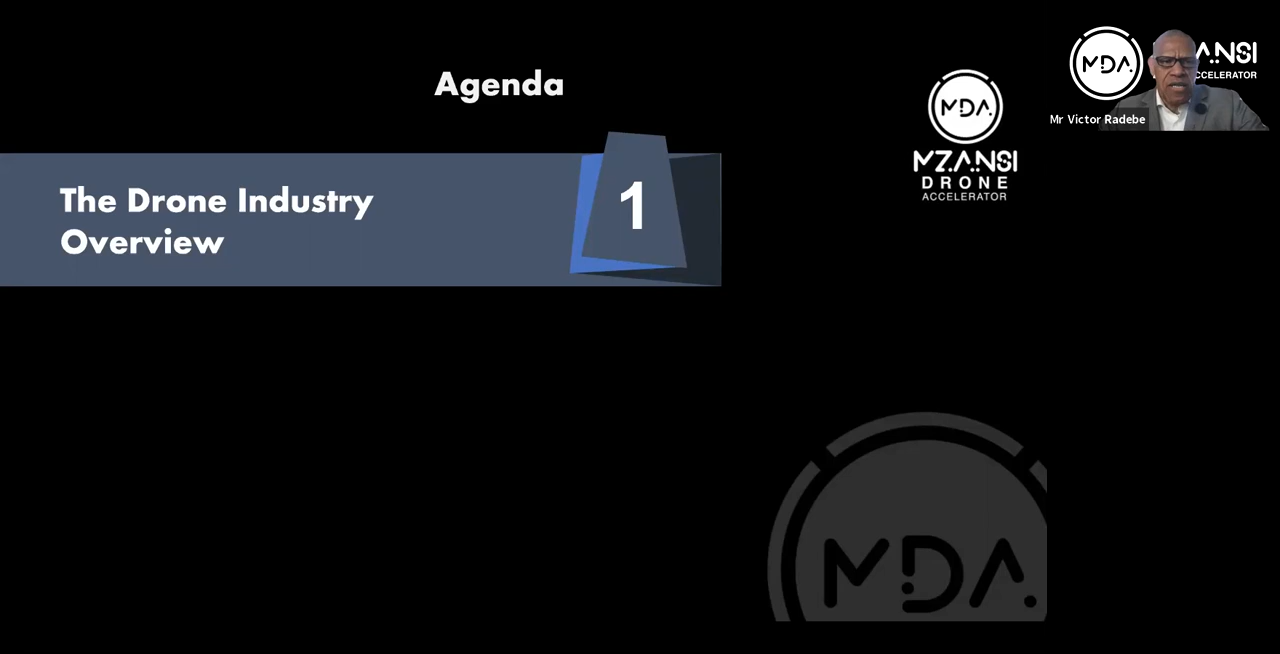 Agenda
The Drone Industry
Overview
1
MDA.
MZANSI
DRONE
ACCELERATOR
MDA.
Mr Victor Radebe
MDA.